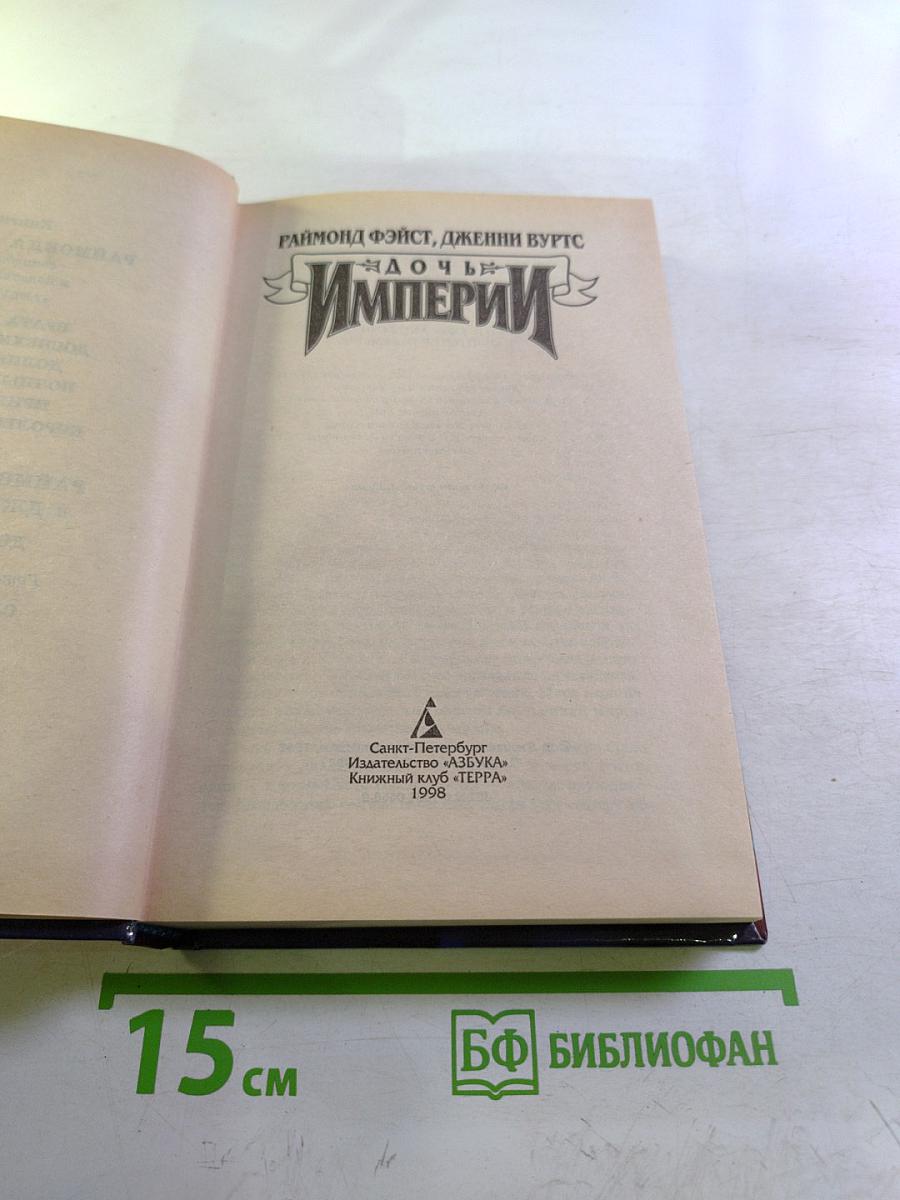 РАЙМОНД ФЭЙСТ, ДЖЕННИ ВУРТС
ДОЧЬ
ИМПЕРИИ
Санкт-Петербург
Издательство «АЗБУКА»
Книжный клуб «ТЕРРА»
1998
15 см
БФ БИБЛИОФАН